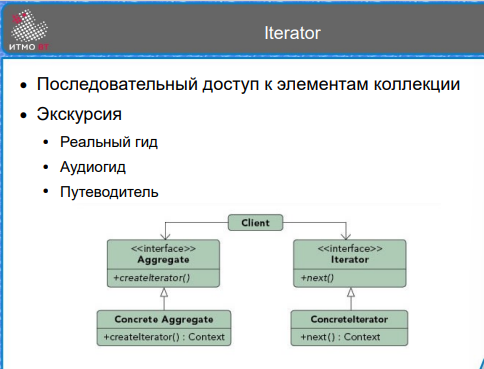 ИТМО ВТ
Iterator
Последовательный доступ к элементам коллекции
Экскурсия
Реальный гид
Аудиогид
Путеводитель
Client
<<interface>>
Aggregate
+createIterator()
<<interface>>
Iterator
+next()
Concrete Aggregate
+createIterator() : Context
ConcreteIterator
+next() : Context